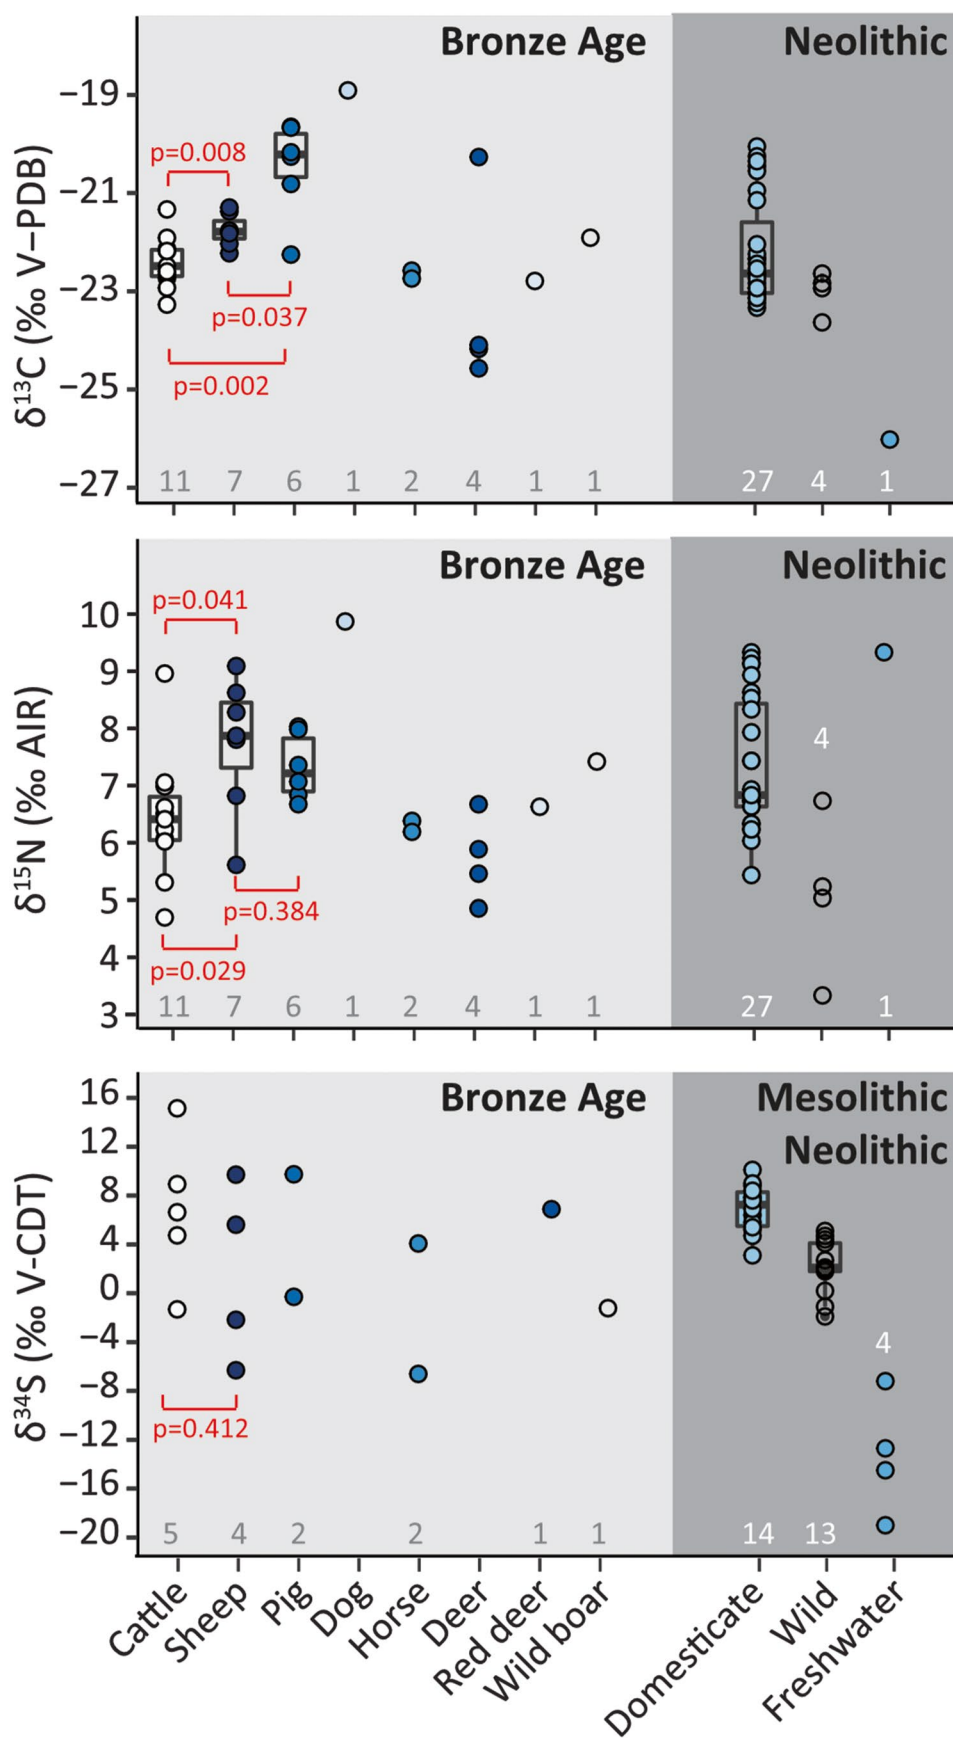 Bronze Age Neolithic
−19
p=0.008
−21
−23
p=0.037
p=0.002
−25
−27
11 7 6 1 2 4 1 1 27 4 1
δ¹³C (‰ V−PDB)
Bronze Age Neolithic
p=0.041
10
9
8
4
7
6
5
p=0.384
4
p=0.029
3
11 7 6 1 2 4 1 1 27 1
δ¹⁵N (‰ AIR)
16
Bronze Age Mesolithic
12
Neolithic
8
4
0
−4
4
−8
p=0.412
−12
−16
−20
5 4 2 2 1 1 14 13
δ³⁴S (‰ V-CDT)
Cattle
Sheep
Pig
Dog
Horse
Deer
Red deer
Wild boar
Domesticate
Wild
Freshwater